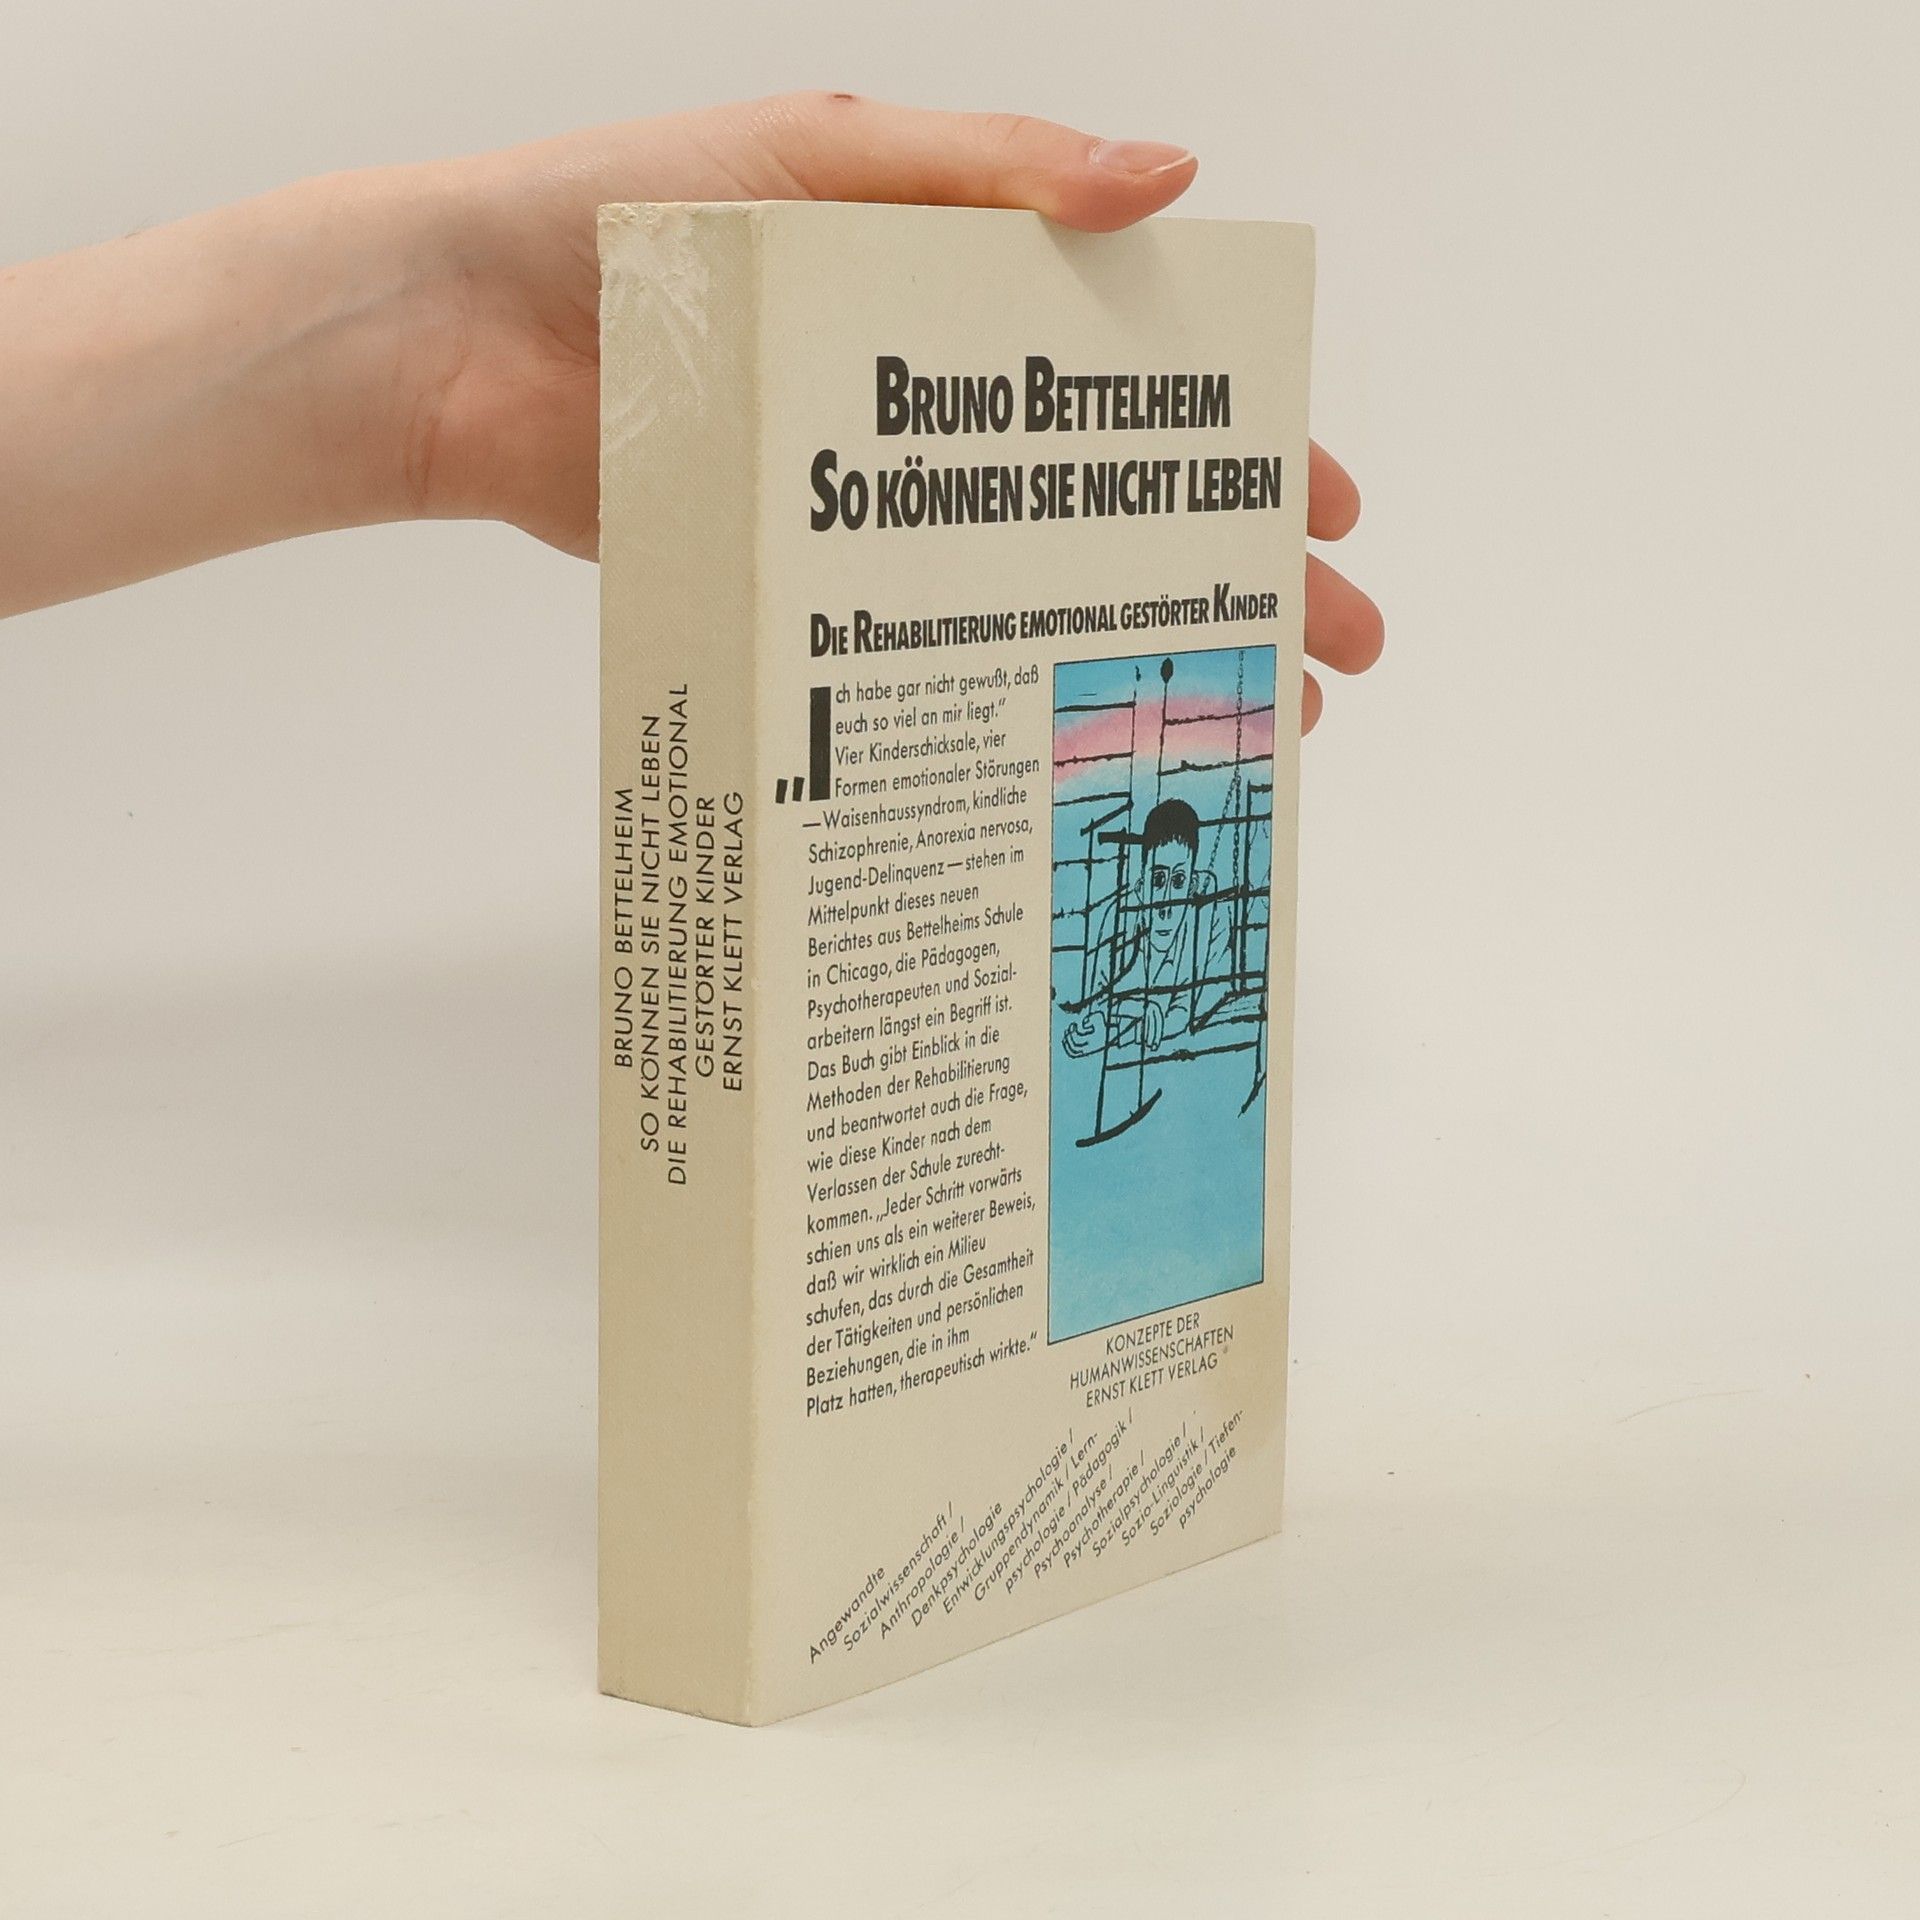 BRUNO BETTELHEIM
SO KÖNNEN SIE NICHT LEBEN
DIE REHABILITIERUNG EMOTIONAL
GESTÖRTER KINDER
ERNST KLETT VERLAG
BRUNO BETTELHEIM
SO KÖNNEN SIE NICHT LEBEN
DIE REHABILITIERUNG EMOTIONAL GESTÖRTER KINDER
„Ich habe gar nicht gewußt, daß
euch so viel an mir liegt.“
Vier Kinderschicksale, vier
Formen emotionaler Störungen
—Waisenhaussyndrom, kindliche
Schizophrenie, Anorexia nervosa,
Jugend-Delinquenz—stehen im
Mittelpunkt dieses neuen
Berichtes aus Bettelheims Schule
in Chicago, die Pädagogen,
Psychotherapeuten und Sozial-
arbeitern längst ein Begriff ist.
Das Buch gibt Einblick in die
Methoden der Rehabilitierung
und beantwortet auch die Frage,
wie diese Kinder nach dem
Verlassen der Schule zurecht-
kommen. „Jeder Schritt vorwärts
schien uns als ein weiterer Beweis,
daß wir wirklich ein Milieu
schufen, das durch die Gesamtheit
der Tätigkeiten und persönlichen
Beziehungen, die in ihm
Platz hatten, therapeutisch wirkte.“
KONZEPTE DER
HUMANWISSENSCHAFTEN
ERNST KLETT VERLAG
Angewandte
Sozialwissenschaft /
Anthropologie /
Denkpsychologie
Entwicklungspsychologie /
Gruppendynamik / Lern-
psychologie / Pädagogik /
Psychoanalyse /
Psychotherapie /
Sozialpsychologie /
Sozio-Linguistik /
Soziologie / Tiefen-
psychologie